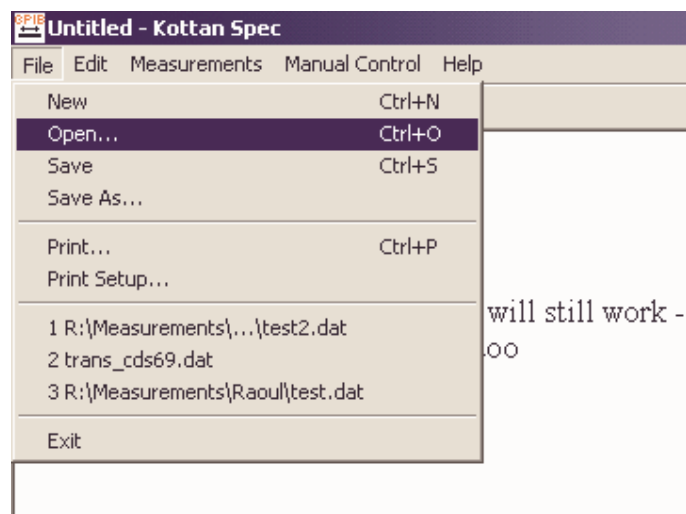 GPIB Untitled - Kottan Spec
File Edit Measurements Manual Control Help
New Ctrl+N
Open... Ctrl+O
Save Ctrl+S
Save As...
Print... Ctrl+P
Print Setup...
1 R:\Measurements\...\test2.dat
2 trans_cds69.dat
3 R:\Measurements\Raoul\test.dat
Exit
will still work -